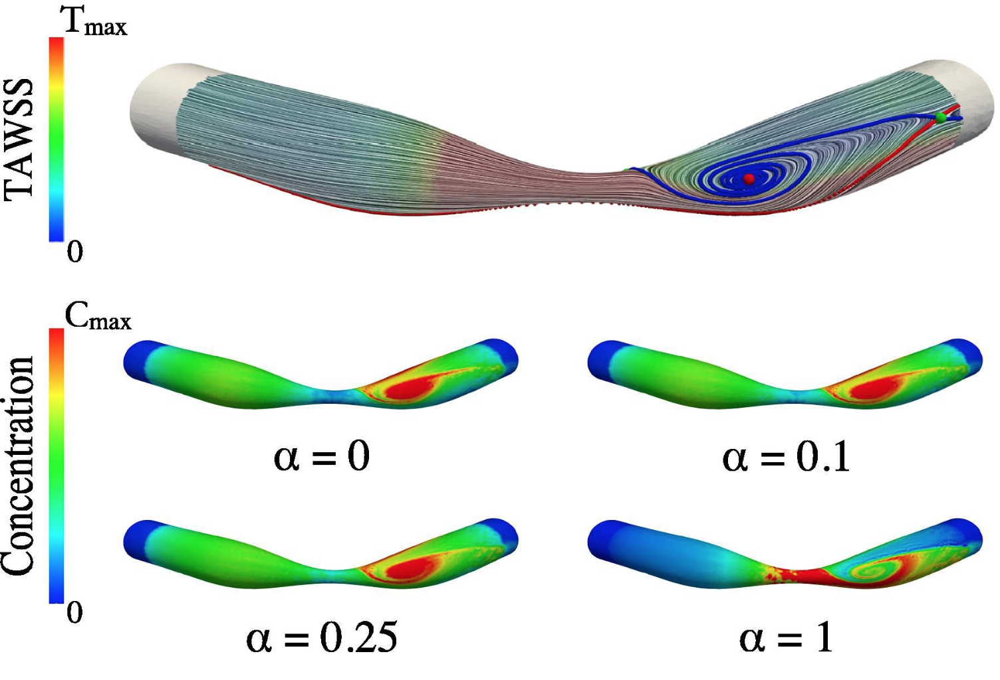 Tmax
TAWSS
0
Cmax
Concentration
0
α = 0
α = 0.1
α = 0.25
α = 1